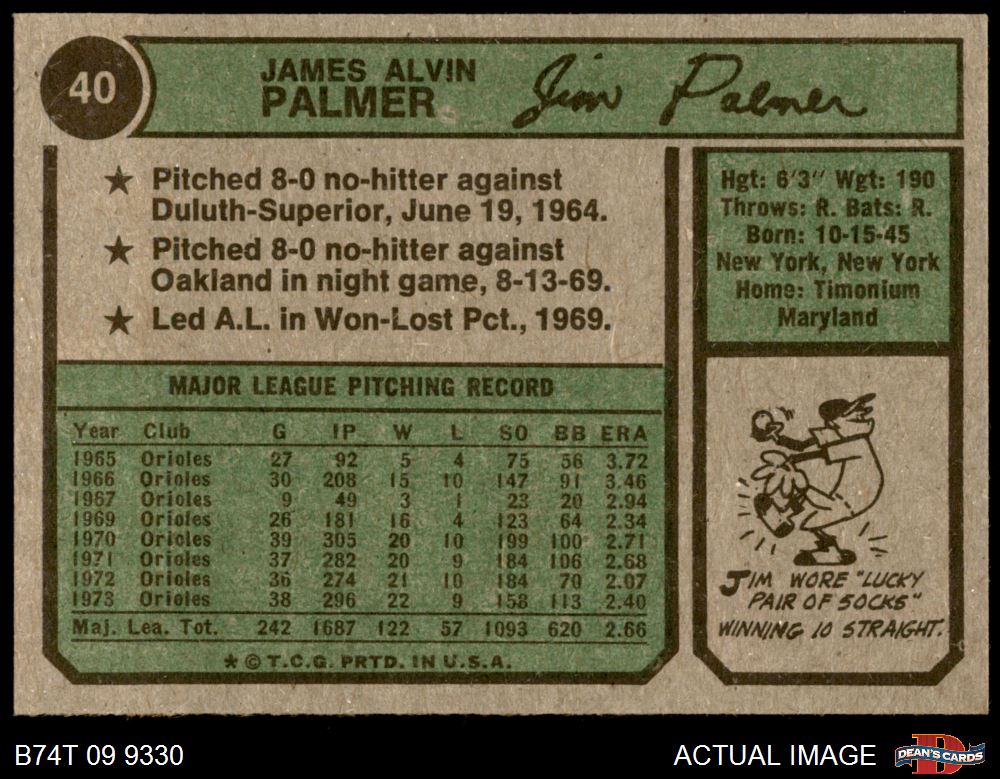 40
JAMES ALVIN
PALMER
Jim Palmer
★ Pitched 8-0 no-hitter against
Duluth-Superior, June 19, 1964.
★ Pitched 8-0 no-hitter against
Oakland in night game, 8-13-69.
★ Led A.L. in Won-Lost Pct., 1969.
Hgt: 6'3" Wgt: 190
Throws: R. Bats: R.
Born: 10-15-45
New York, New York
Home: Timonium
Maryland
MAJOR LEAGUE PITCHING RECORD
Year Club G IP W L SO BB ERA
1965 Orioles 27 92 5 4 75 56 3.72
1966 Orioles 30 208 15 10 147 91 3.46
1967 Orioles 9 49 3 1 23 20 2.94
1969 Orioles 26 181 16 4 123 64 2.34
1970 Orioles 39 305 20 10 199 100 2.71
1971 Orioles 37 282 20 9 184 106 2.68
1972 Orioles 36 274 21 10 184 70 2.07
1973 Orioles 38 296 22 9 158 113 2.40
Maj. Lea. Tot. 242 1687 122 57 1093 620 2.66
★ © T.C.G. PRTD. IN U.S.A.
JIM WORE "LUCKY
PAIR OF SOCKS"
WINNING 10 STRAIGHT.
B74T 09 9330
ACTUAL IMAGE
DEAN'S CARDS